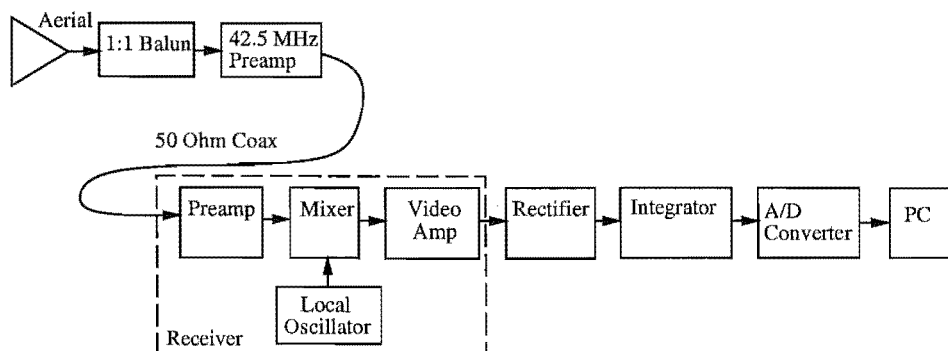 Aerial
1:1 Balun
42.5 MHz
Preamp
50 Ohm Coax
Preamp
Mixer
Video
Amp
Rectifier
Integrator
A/D
Converter
PC
Local
Oscillator
Receiver